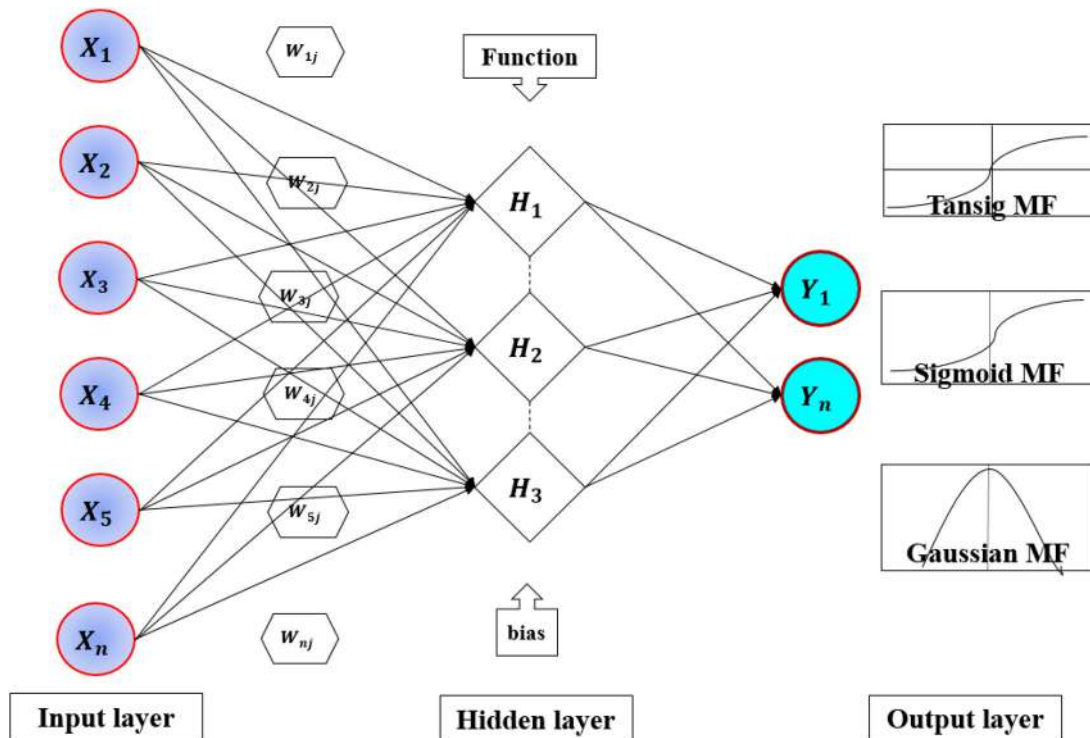 X₁
W₁ⱼ
Function
X₂
W₂ⱼ
H₁
Tansig MF
X₃
W₃ⱼ
Y₁
H₂
Sigmoid MF
X₄
W₄ⱼ
Yₙ
X₅
W₅ⱼ
H₃
Gaussian MF
Xₙ
Wₙⱼ
bias
Input layer
Hidden layer
Output layer